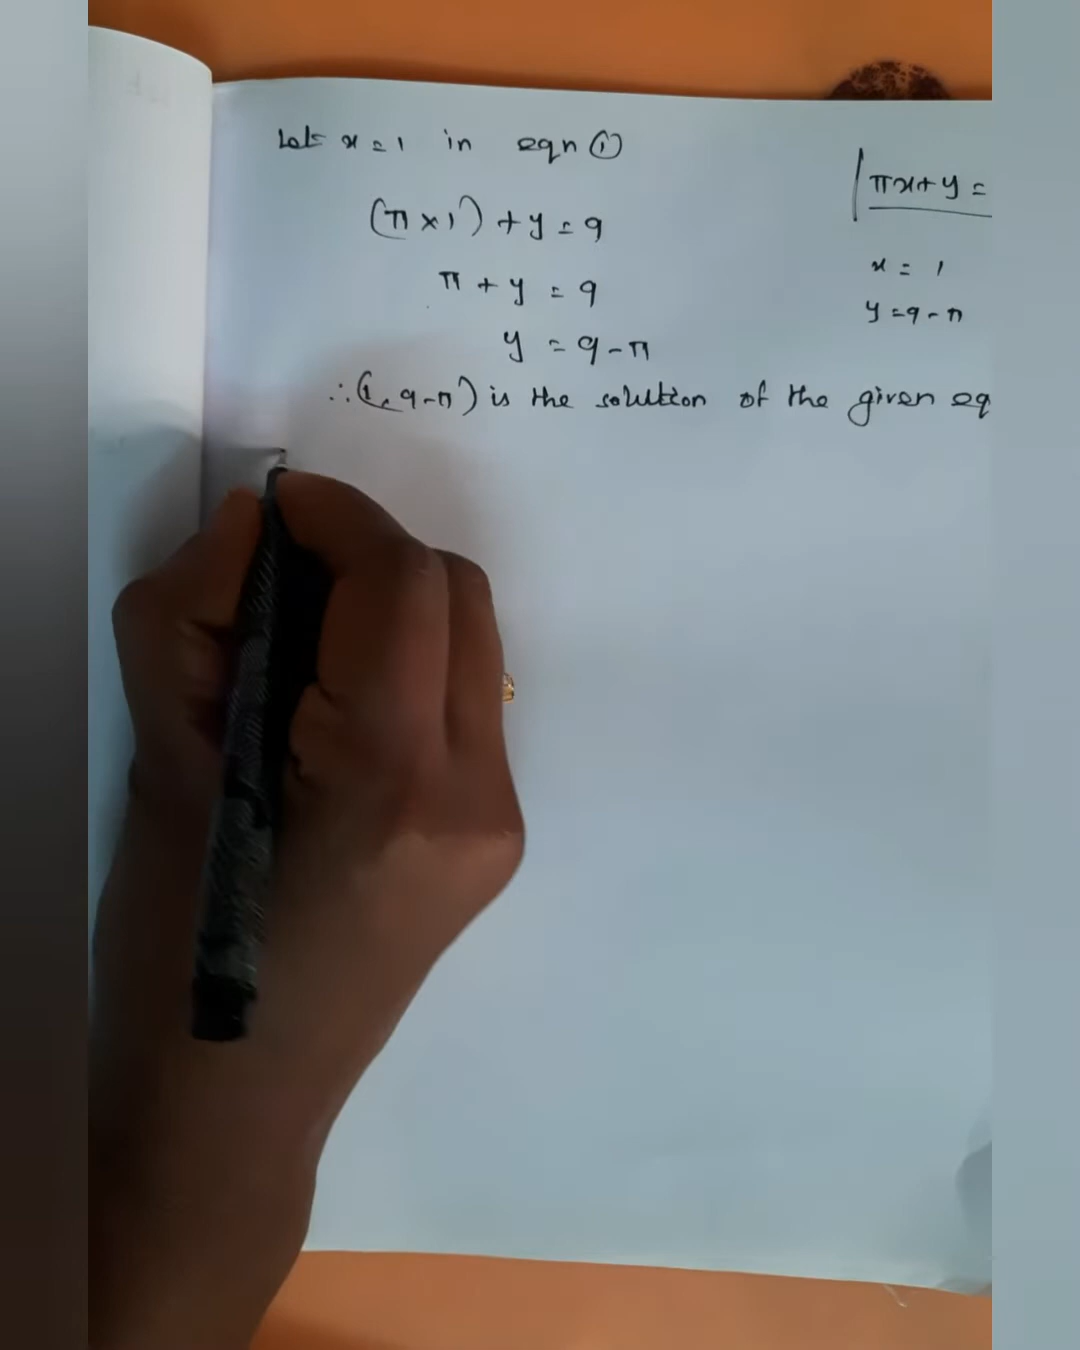 Let x = 1 in eqn ①
(π × 1) + y = 9
π + y = 9
y = 9 - π
∴ (1, 9-π) is the solution of the given eq
πx + y =
x = 1
y = 9 - π